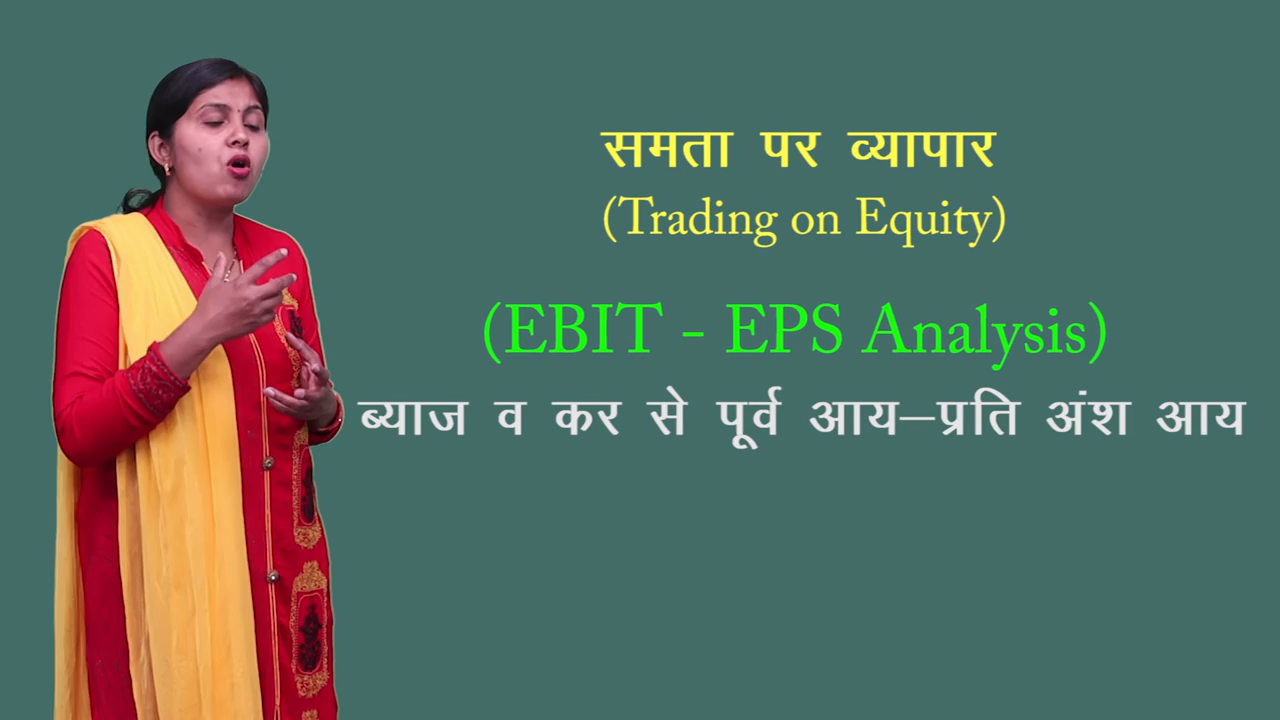 समता पर व्यापार
(Trading on Equity)
(EBIT - EPS Analysis)
ब्याज व कर से पूर्व आय–प्रति अंश आय